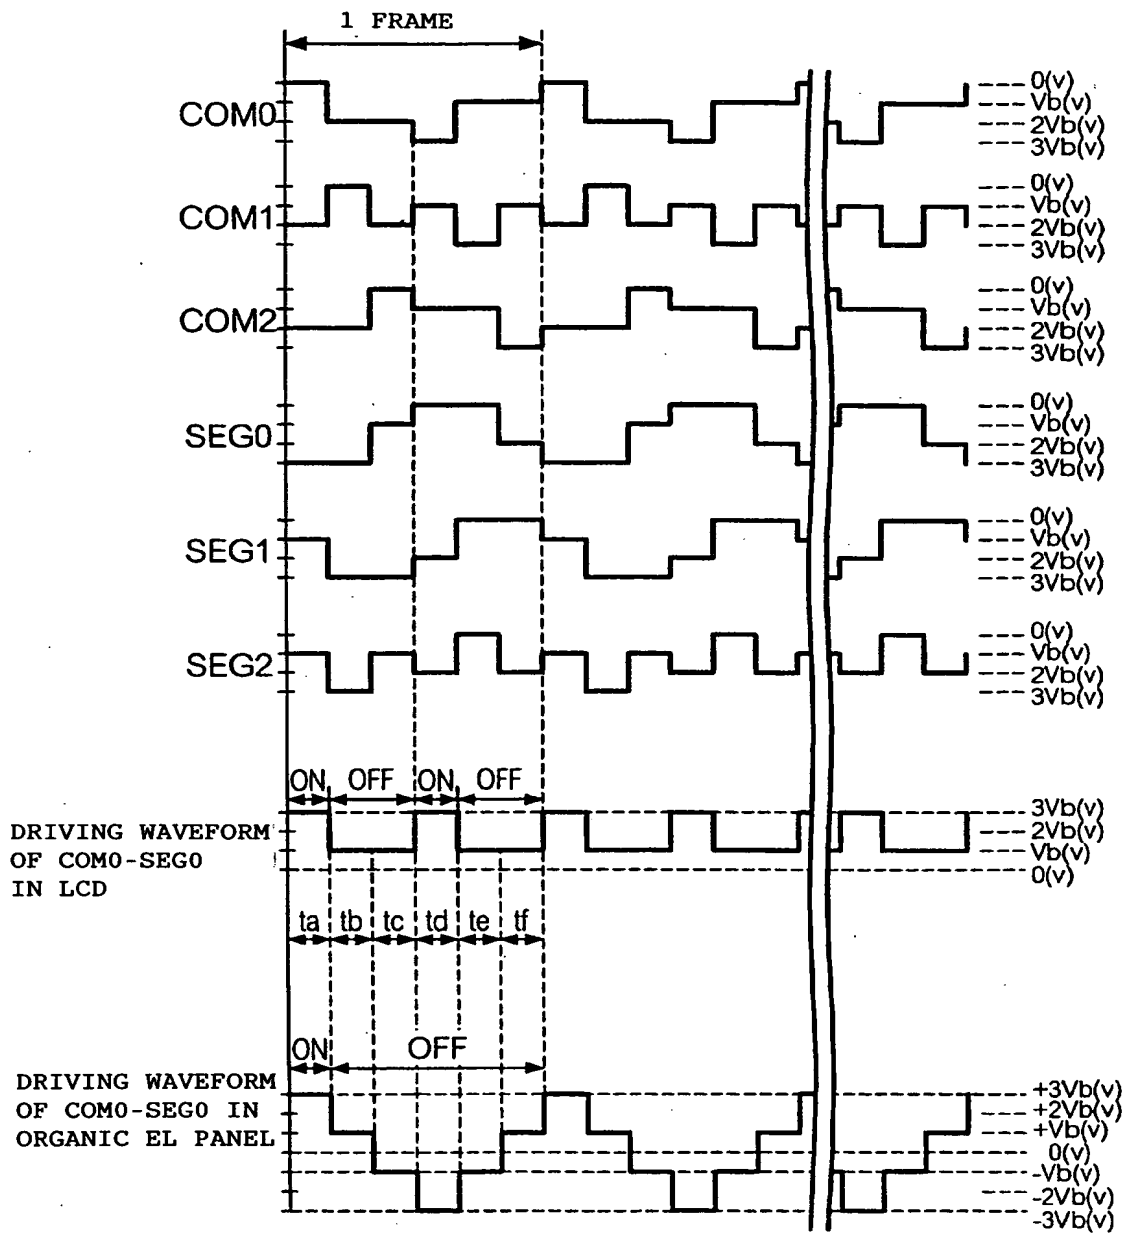 1 FRAME
COM0
0(v)
Vb(v)
2Vb(v)
3Vb(v)
COM1
0(v)
Vb(v)
2Vb(v)
3Vb(v)
COM2
0(v)
Vb(v)
2Vb(v)
3Vb(v)
SEG0
0(v)
Vb(v)
2Vb(v)
3Vb(v)
SEG1
0(v)
Vb(v)
2Vb(v)
3Vb(v)
SEG2
0(v)
Vb(v)
2Vb(v)
3Vb(v)
ON OFF ON OFF
DRIVING WAVEFORM
OF COM0-SEG0
IN LCD
3Vb(v)
2Vb(v)
Vb(v)
0(v)
ta tb tc td te tf
ON OFF
DRIVING WAVEFORM
OF COM0-SEG0 IN
ORGANIC EL PANEL
+3Vb(v)
+2Vb(v)
+Vb(v)
0(v)
-Vb(v)
-2Vb(v)
-3Vb(v)